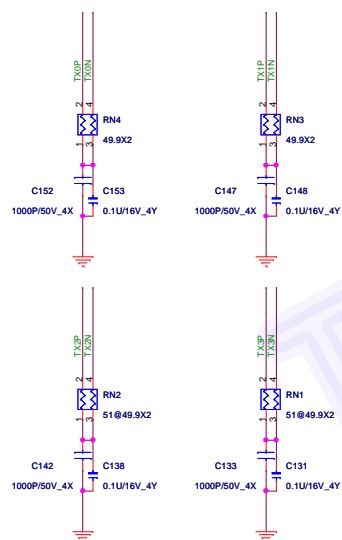 TX0P
TX0N
2 4
RN4
49.9X2
1 3
C152
C153
1000P/50V_4X
0.1U/16V_4Y
TX1P
TX1N
2 4
RN3
49.9X2
1 3
C147
C148
1000P/50V_4X
0.1U/16V_4Y
TX2P
TX2N
2 4
RN2
51@49.9X2
1 3
C142
C138
1000P/50V_4X
0.1U/16V_4Y
TX3P
TX3N
2 4
RN1
51@49.9X2
1 3
C133
C131
1000P/50V_4X
0.1U/16V_4Y